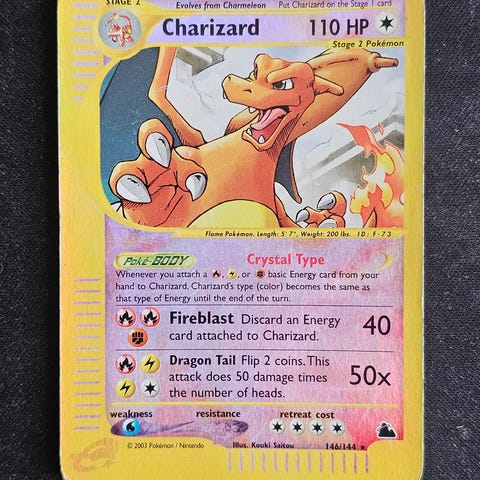 STAGE 2 Evolves from Charmeleon Put Charizard on the Stage 1 card
Charizard 110 HP
Stage 2 Pokémon
Flame Pokémon. Length: 5' 7", Weight: 200 lbs. ID: F-73
Poké-BODY Crystal Type
Whenever you attach a , , or basic Energy card from your
hand to Charizard, Charizard's type (color) becomes the same as
that type of Energy until the end of the turn.
Fireblast Discard an Energy
card attached to Charizard. 40
Dragon Tail Flip 2 coins. This
attack does 50 damage times
the number of heads. 50x
weakness resistance retreat cost
Illus. Kouki Saitou 146/144 ★
© 2003 Pokémon / Nintendo